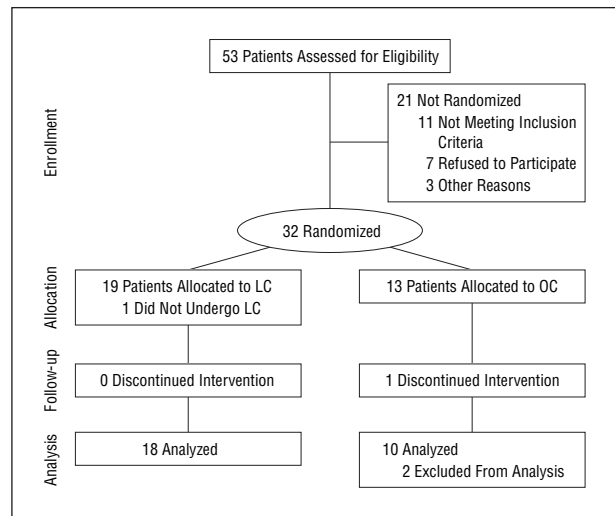 53 Patients Assessed for Eligibility
Enrollment
21 Not Randomized
11 Not Meeting Inclusion
Criteria
7 Refused to Participate
3 Other Reasons
32 Randomized
Allocation
19 Patients Allocated to LC
1 Did Not Undergo LC
13 Patients Allocated to OC
Follow-up
0 Discontinued Intervention
1 Discontinued Intervention
Analysis
18 Analyzed
10 Analyzed
2 Excluded From Analysis